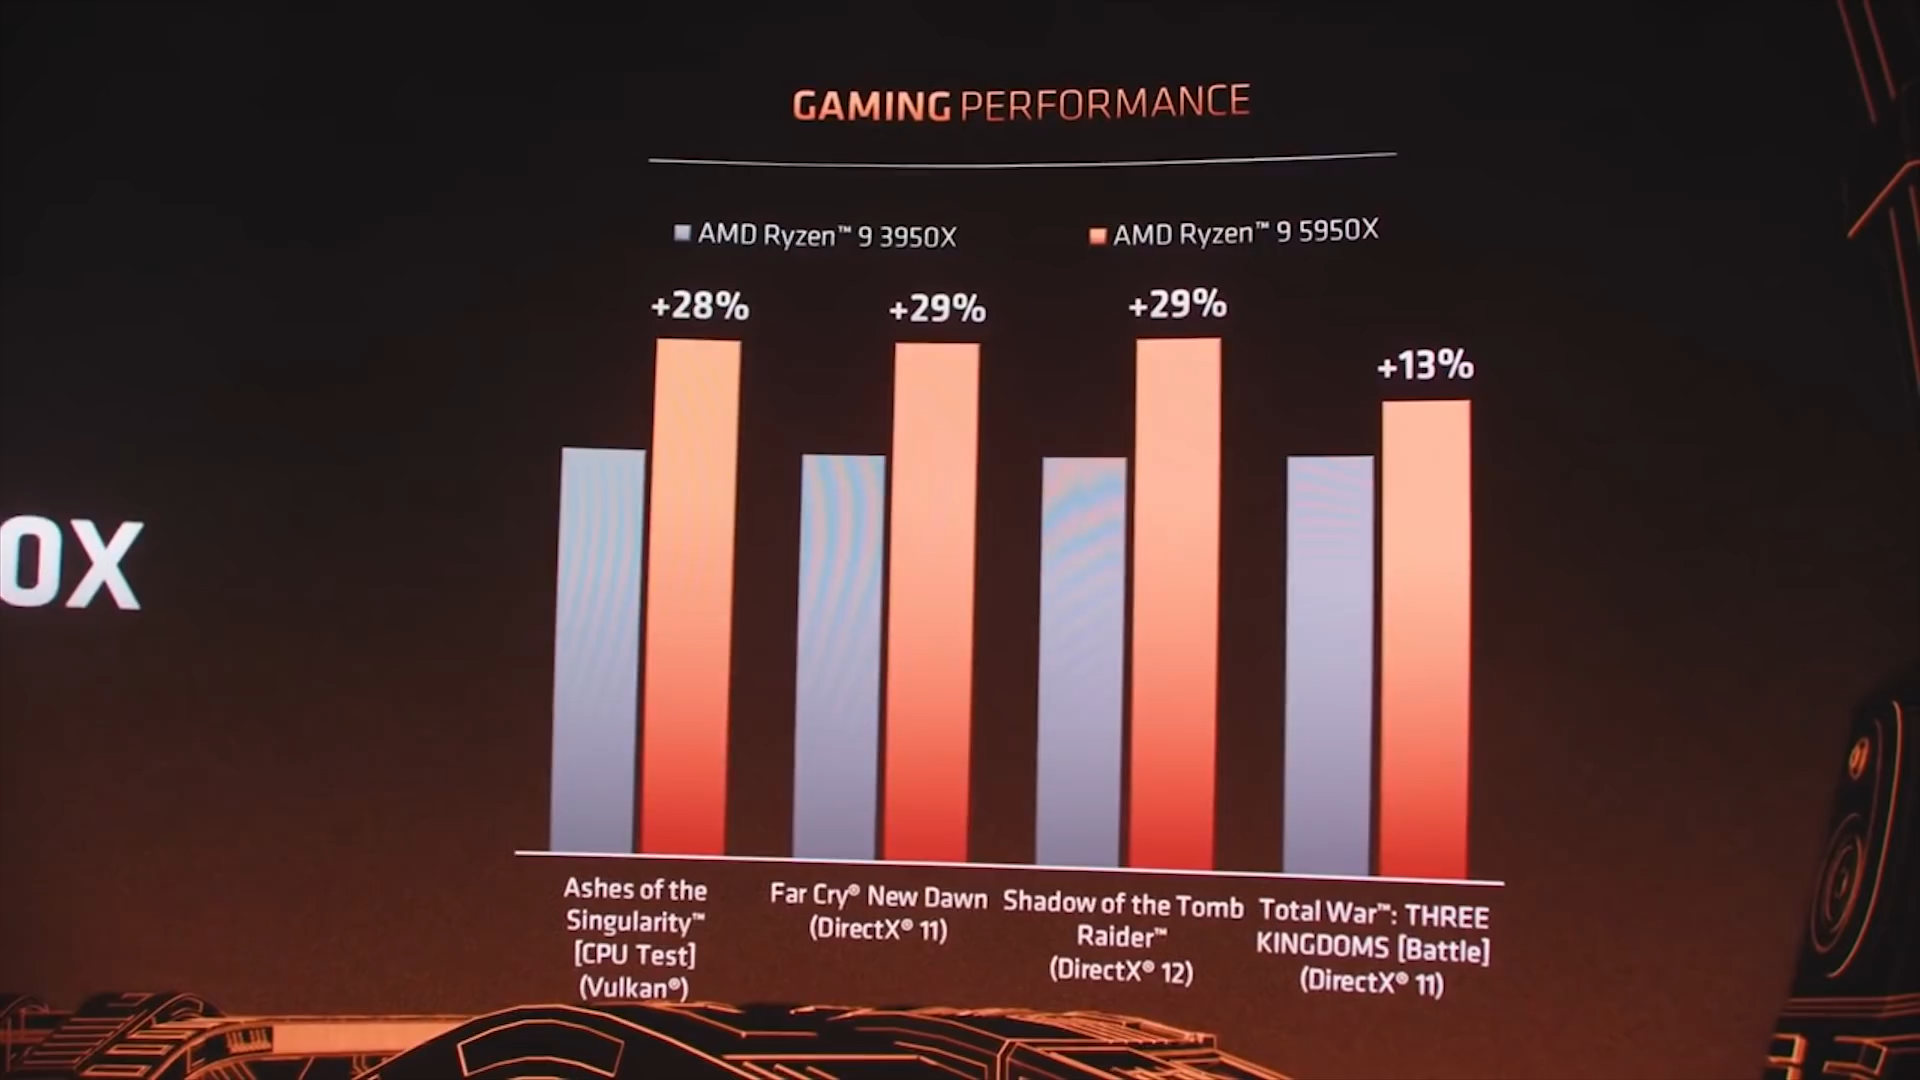 GAMING PERFORMANCE
AMD Ryzen™ 9 3950X
AMD Ryzen™ 9 5950X
+28%
+29%
+29%
+13%
0X
Ashes of the
Singularity™
[CPU Test]
(Vulkan®)
Far Cry® New Dawn
(DirectX® 11)
Shadow of the Tomb
Raider™
(DirectX® 12)
Total War™: THREE
KINGDOMS [Battle]
(DirectX® 11)